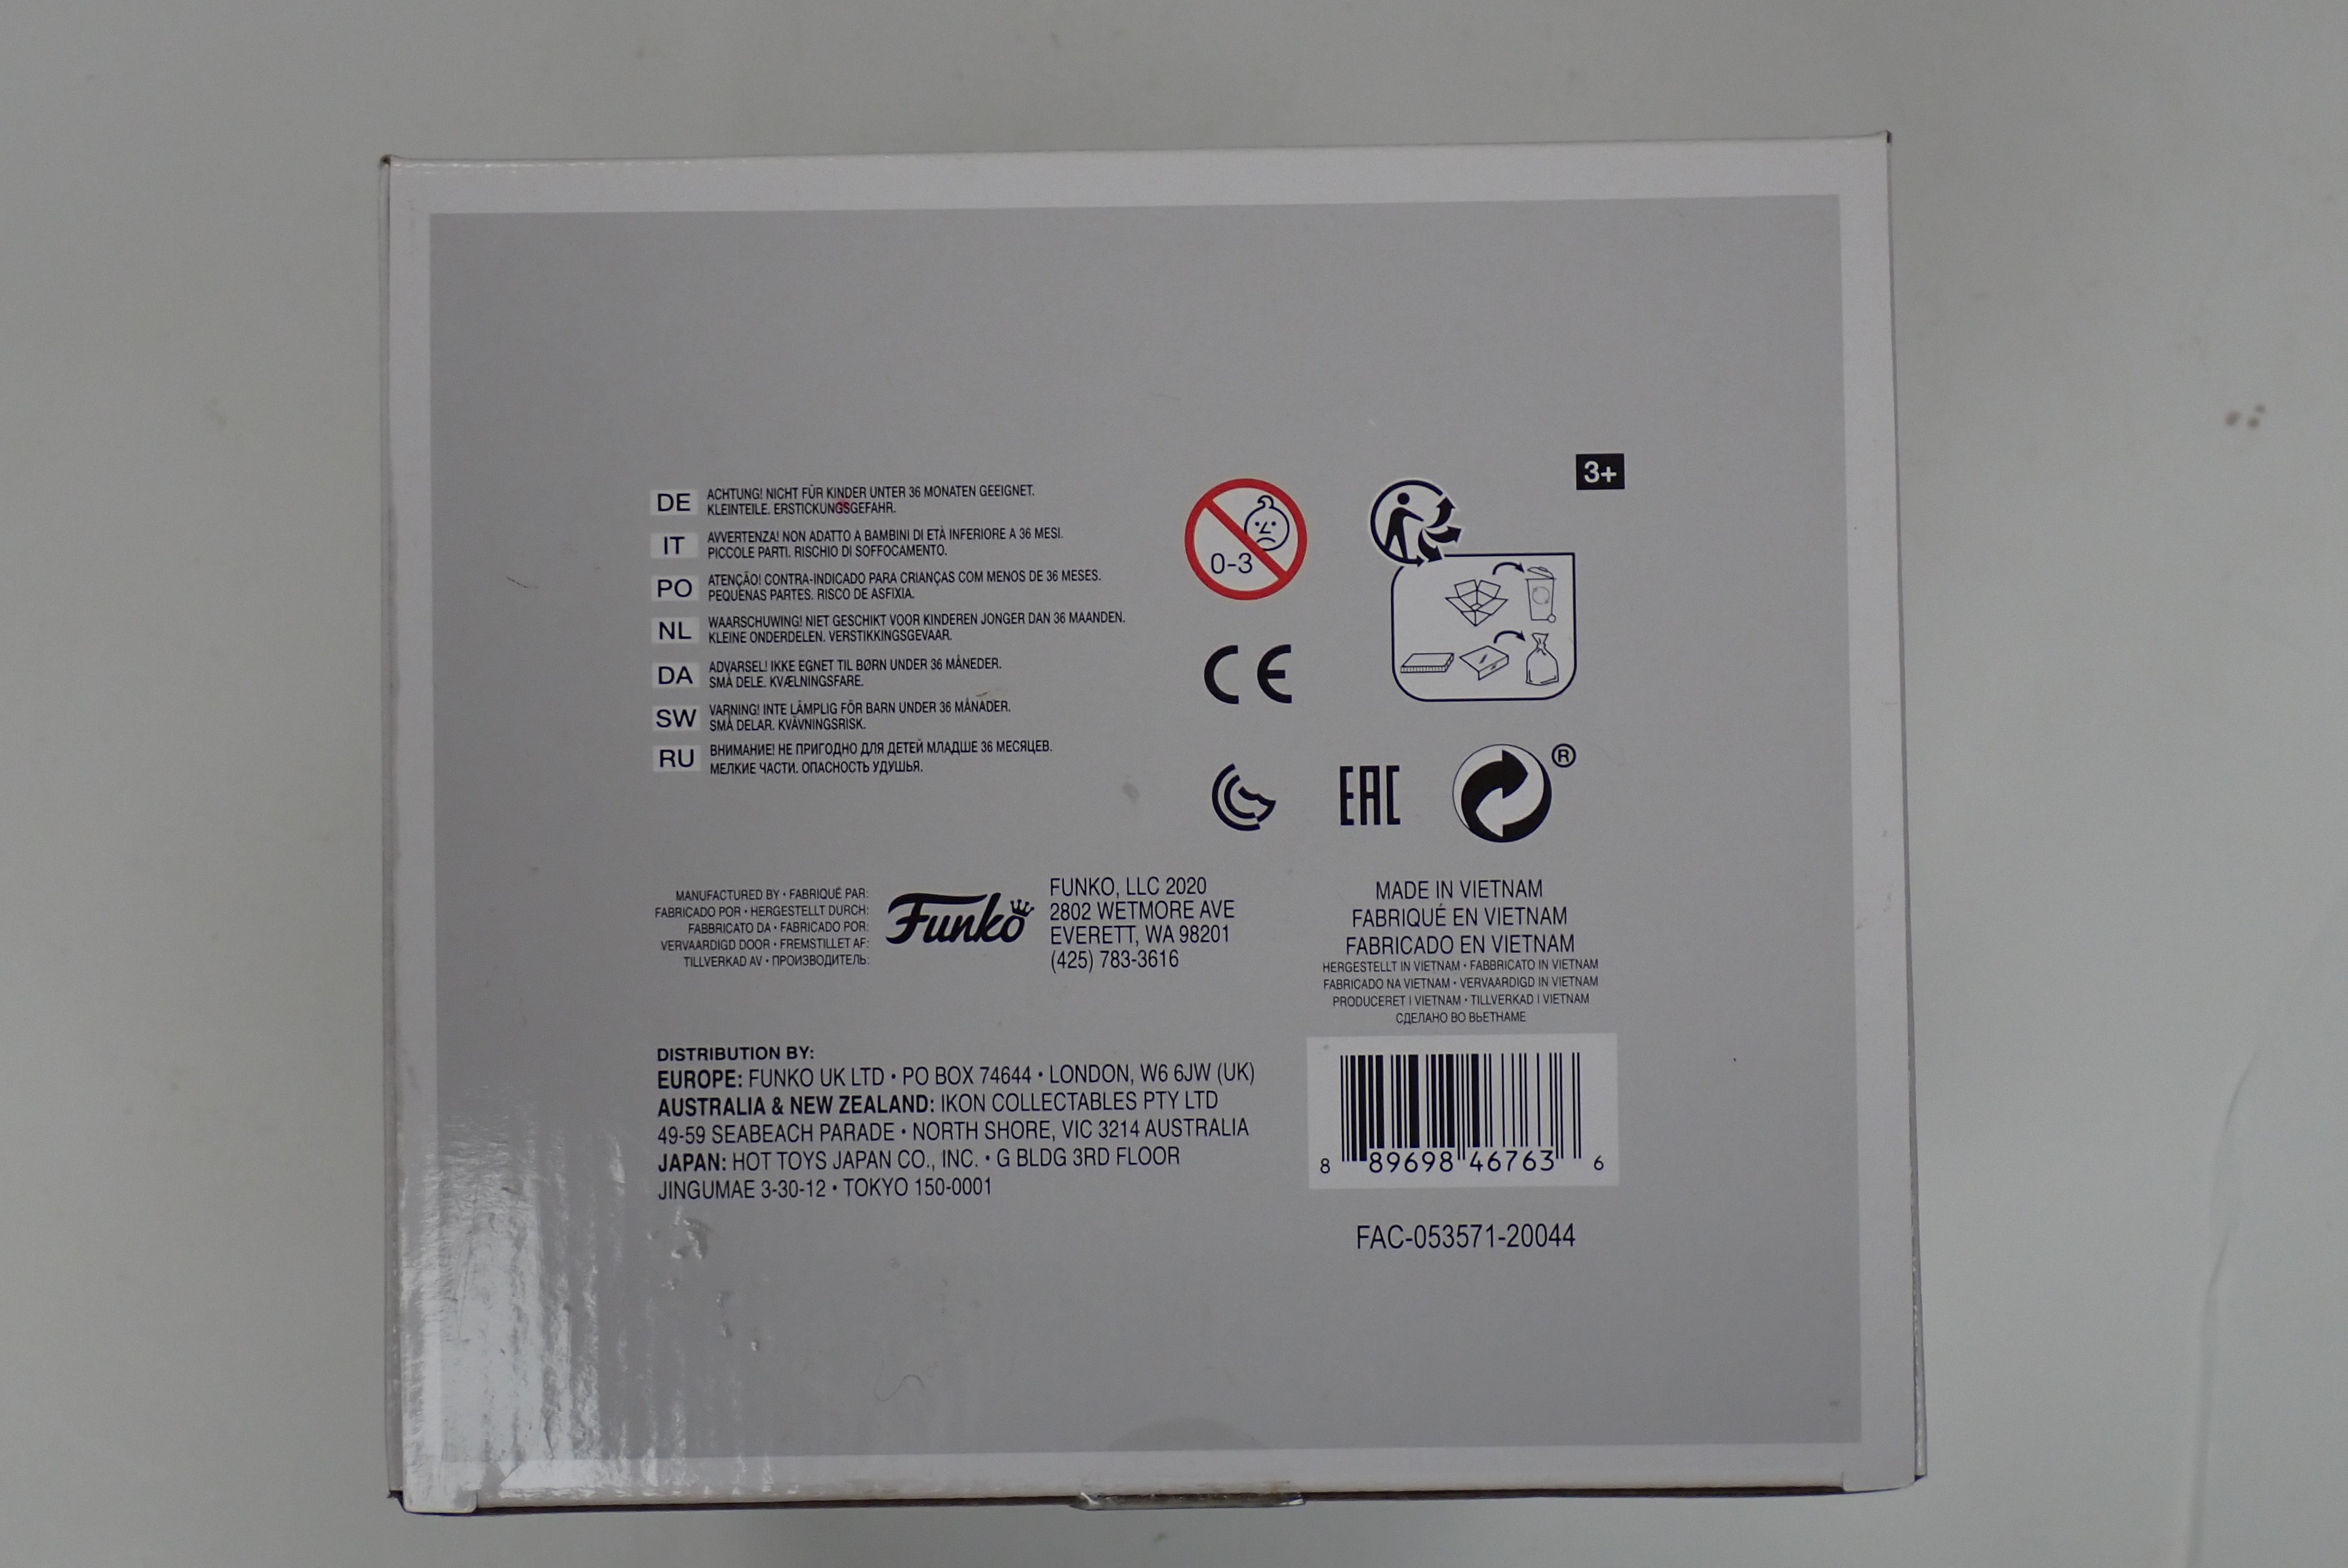 DE
ACHTUNG! NICHT FÜR KINDER UNTER 36 MONATEN GEEIGNET.
KLEINTEILE. ERSTICKUNGSGEFAHR.
IT
AVVERTENZA! NON ADATTO A BAMBINI DI ETÀ INFERIORE A 36 MESI.
PICCOLE PARTI. RISCHIO DI SOFFOCAMENTO.
PO
ATENÇÃO! CONTRA-INDICADO PARA CRIANÇAS COM MENOS DE 36 MESES.
PEQUENAS PARTES. RISCO DE ASFIXIA.
NL
WAARSCHUWING! NIET GESCHIKT VOOR KINDEREN JONGER DAN 36 MAANDEN.
KLEINE ONDERDELEN. VERSTIKKINGSGEVAAR.
DA
ADVARSEL! IKKE EGNET TIL BØRN UNDER 36 MÅNEDER.
SMÅ DELE. KVÆLNINGSFARE.
SW
VARNING! INTE LÄMPLIG FÖR BARN UNDER 36 MÅNADER.
SMÅ DELAR. KVÄVNINGSRISK.
RU
ВНИМАНИЕ! НЕ ПРИГОДНО ДЛЯ ДЕТЕЙ МЛАДШЕ 36 МЕСЯЦЕВ.
МЕЛКИЕ ЧАСТИ. ОПАСНОСТЬ УДУШЬЯ.
0-3
3+
CE
EAC
®
MANUFACTURED BY • FABRIQUÉ PAR:
FABRICADO POR • HERGESTELLT DURCH:
FABBRICATO DA • FABRICADO POR:
VERVAARDIGD DOOR • FREMSTILLET AF:
TILLVERKAD AV • ПРОИЗВОДИТЕЛЬ:
Funko
FUNKO, LLC 2020
2802 WETMORE AVE
EVERETT, WA 98201
(425) 783-3616
MADE IN VIETNAM
FABRIQUÉ EN VIETNAM
FABRICADO EN VIETNAM
HERGESTELLT IN VIETNAM • FABBRICATO IN VIETNAM
FABRICADO NA VIETNAM • VERVAARDIGD IN VIETNAM
PRODUCERET I VIETNAM • TILLVERKAD I VIETNAM
СДЕЛАНО ВО ВЬЕТНАМЕ
DISTRIBUTION BY:
EUROPE: FUNKO UK LTD • PO BOX 74644 • LONDON, W6 6JW (UK)
AUSTRALIA & NEW ZEALAND: IKON COLLECTABLES PTY LTD
49-59 SEABEACH PARADE • NORTH SHORE, VIC 3214 AUSTRALIA
JAPAN: HOT TOYS JAPAN CO., INC. • G BLDG 3RD FLOOR
JINGUMAE 3-30-12 • TOKYO 150-0001
8 89698 46763 6
FAC-053571-20044